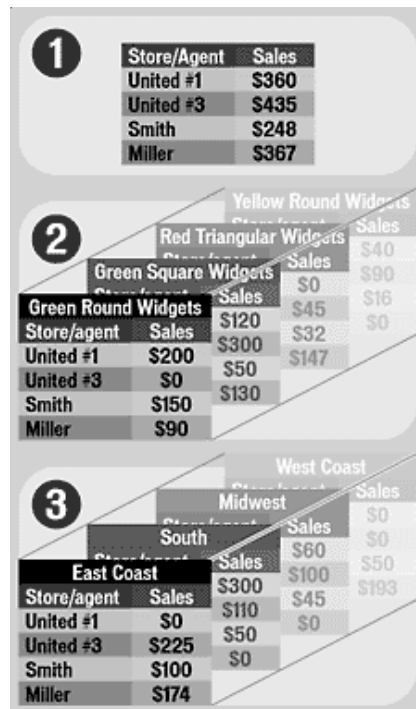 1
Store/Agent Sales
United #1 $360
United #3 $435
Smith $248
Miller $367
2
Yellow Round Widgets
Sales
$40
$90
$16
$0
Red Triangular Widgets
Sales
$0
$45
$32
$147
Green Square Widgets
Sales
$120
$300
$50
$130
Green Round Widgets
Store/agent Sales
United #1 $200
United #3 $0
Smith $150
Miller $90
3
West Coast
Sales
$0
$0
$50
$193
Midwest
Sales
$60
$100
$45
$0
South
Sales
$300
$110
$50
$0
East Coast
Store/agent Sales
United #1 $0
United #3 $225
Smith $100
Miller $174